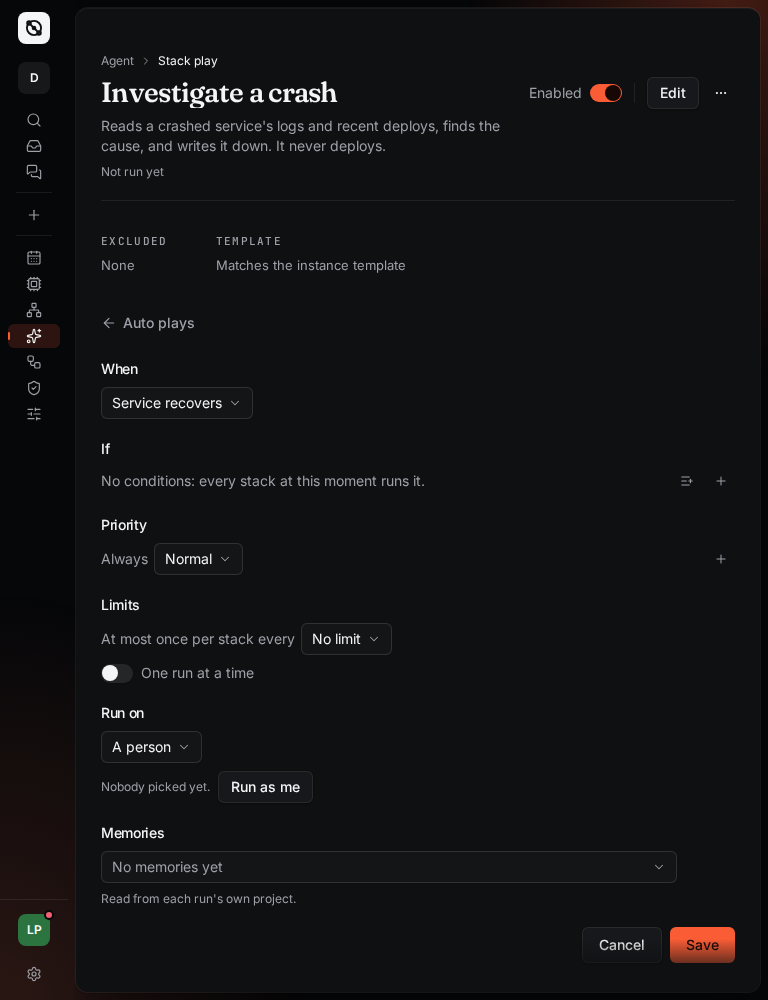 D
Agent
Stack play
Investigate a crash
Enabled
Edit
Reads a crashed service's logs and recent deploys, finds the
cause, and writes it down. It never deploys.
Not run yet
EXCLUDED
TEMPLATE
None
Matches the instance template
Auto plays
When
Service recovers
If
No conditions: every stack at this moment runs it.
Priority
Always Normal
Limits
At most once per stack every No limit
One run at a time
Run on
A person
Nobody picked yet. Run as me
Memories
No memories yet
Read from each run's own project.
LP
Cancel
Save